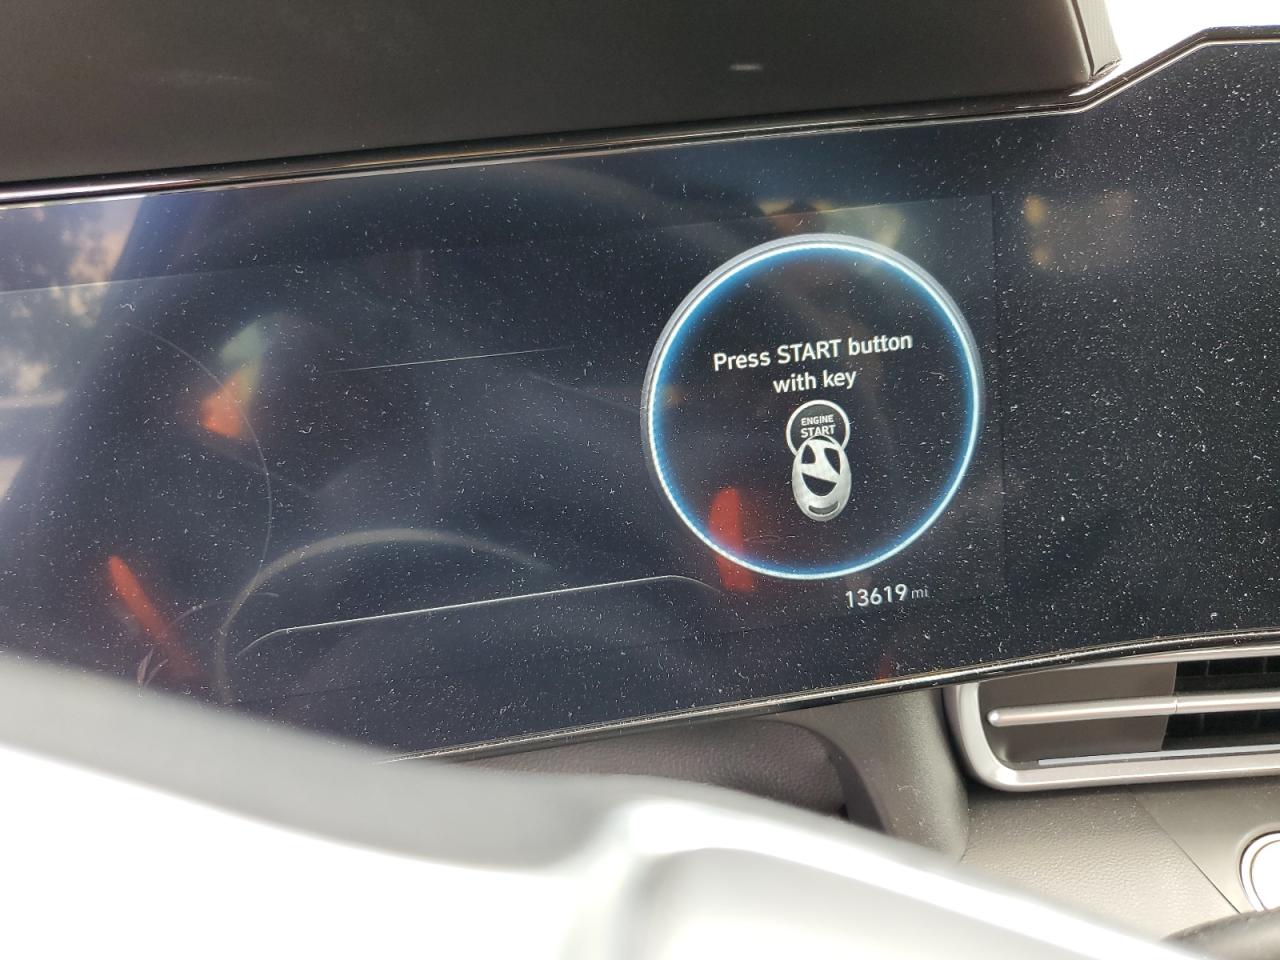 Press START button
with key
ENGINE
START
13619 mi